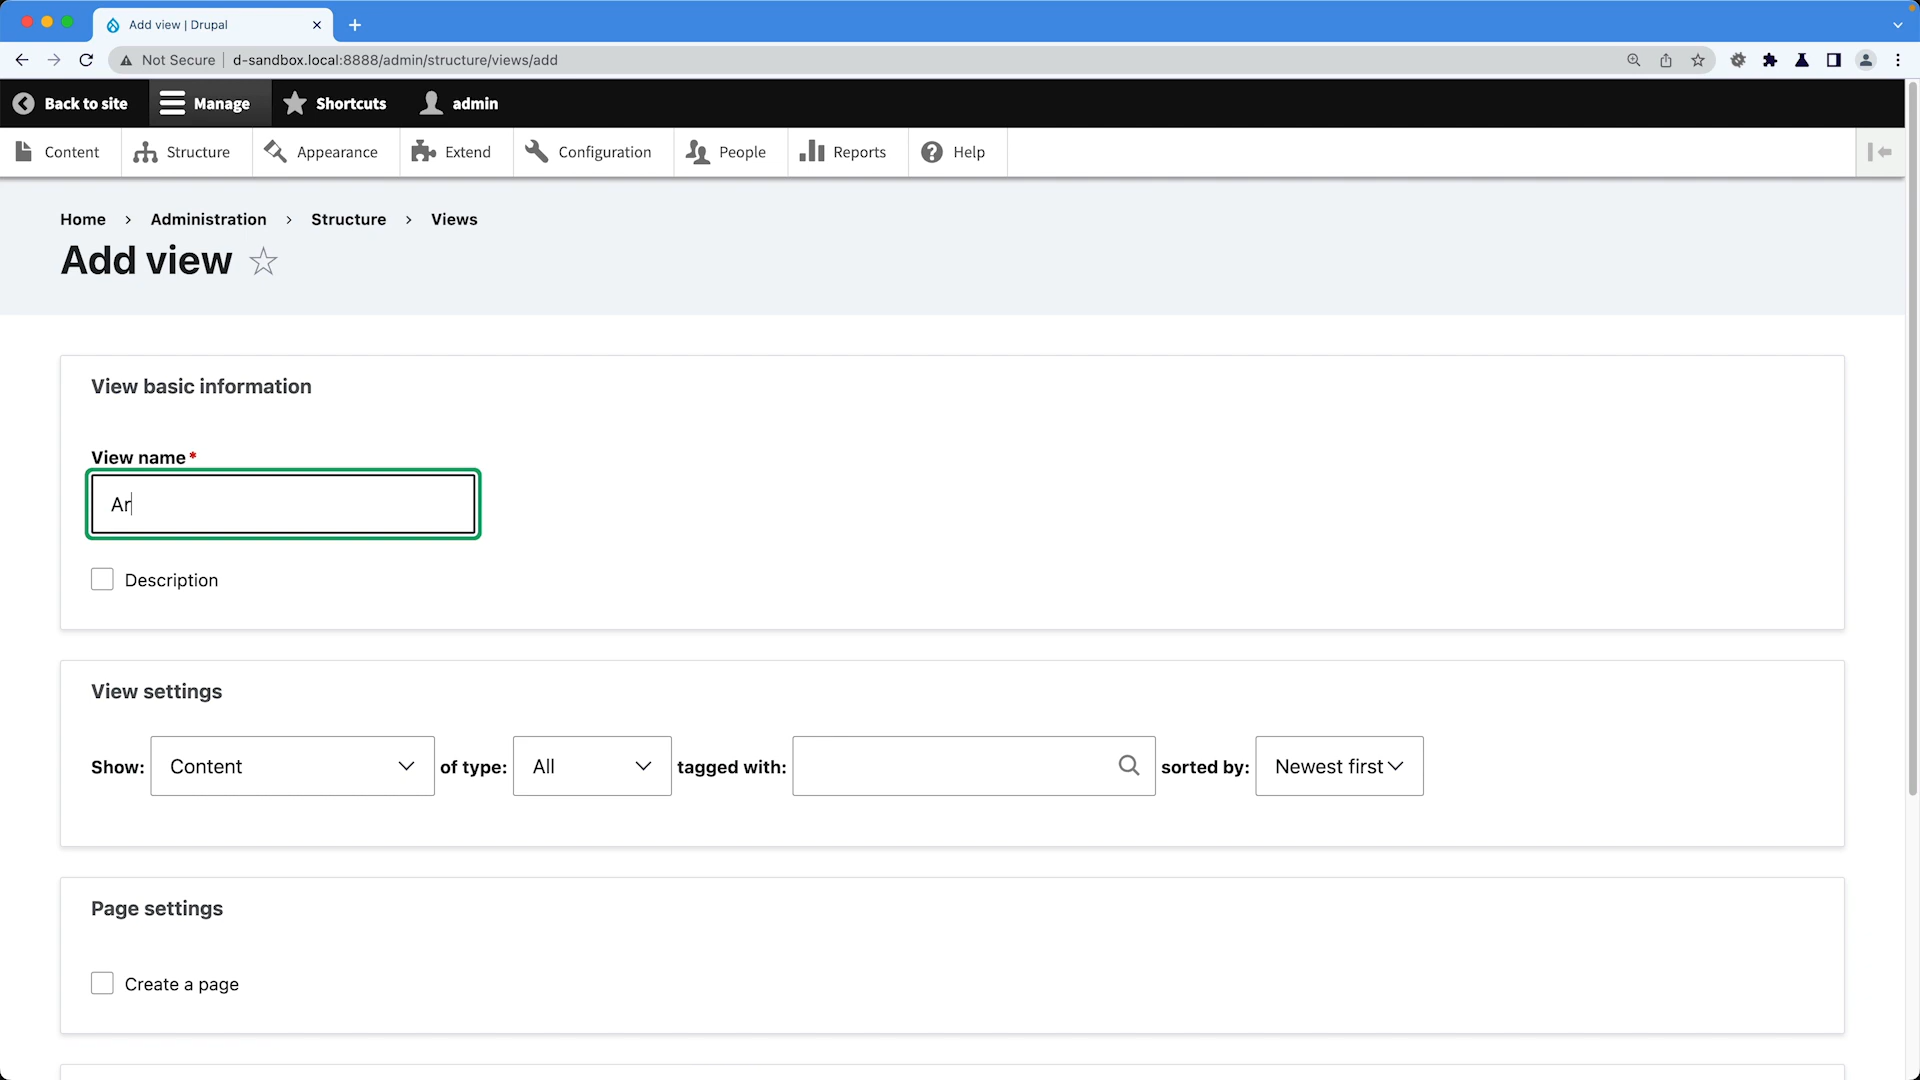 Add view | Drupal
Not Secure d-sandbox.local:8888/admin/structure/views/add
Back to site Manage Shortcuts admin
Content Structure Appearance Extend Configuration People Reports Help
Home › Administration › Structure › Views
Add view
View basic information
View name*
Ar
Description
View settings
Show: Content of type: All tagged with: sorted by: Newest first
Page settings
Create a page